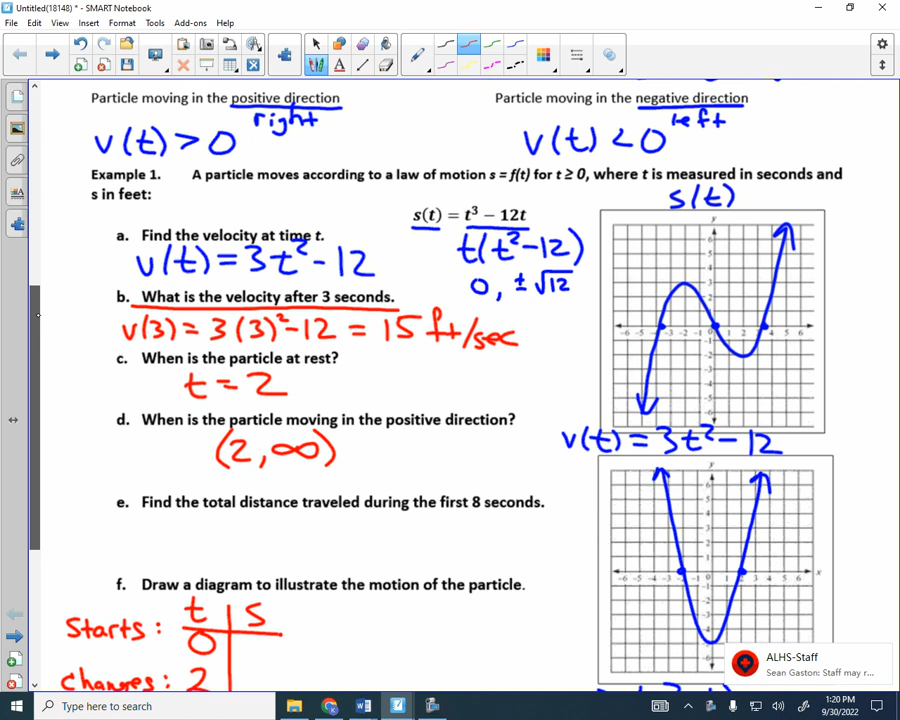 Untitled(18148) * - SMART Notebook
File Edit View Insert Format Tools Add-ons Help
Particle moving in the positive direction
right
v(t) > 0
Particle moving in the negative direction
left
v(t) < 0
Example 1. A particle moves according to a law of motion s = f(t) for t ≥ 0, where t is measured in seconds and
s in feet:
s(t)
s(t) = t³ − 12t
t(t²−12)
0, ±√12
a. Find the velocity at time t.
v(t) = 3t² − 12
b. What is the velocity after 3 seconds.
v(3) = 3(3)² − 12 = 15 ft/sec
c. When is the particle at rest?
t = 2
d. When is the particle moving in the positive direction?
(2, ∞)
v(t) = 3t² − 12
e. Find the total distance traveled during the first 8 seconds.
f. Draw a diagram to illustrate the motion of the particle.
t | s
Starts: 0
Changes: 2
ALHS-Staff
Sean Gaston: Staff may r...
Type here to search
1:20 PM
9/30/2022